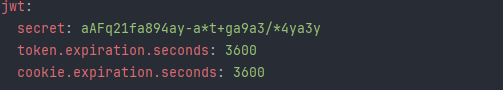 jwt:
  secret: aAFq21fa894ay-a*t+ga9a3/*4ya3y
  token.expiration.seconds: 3600
  cookie.expiration.seconds: 3600